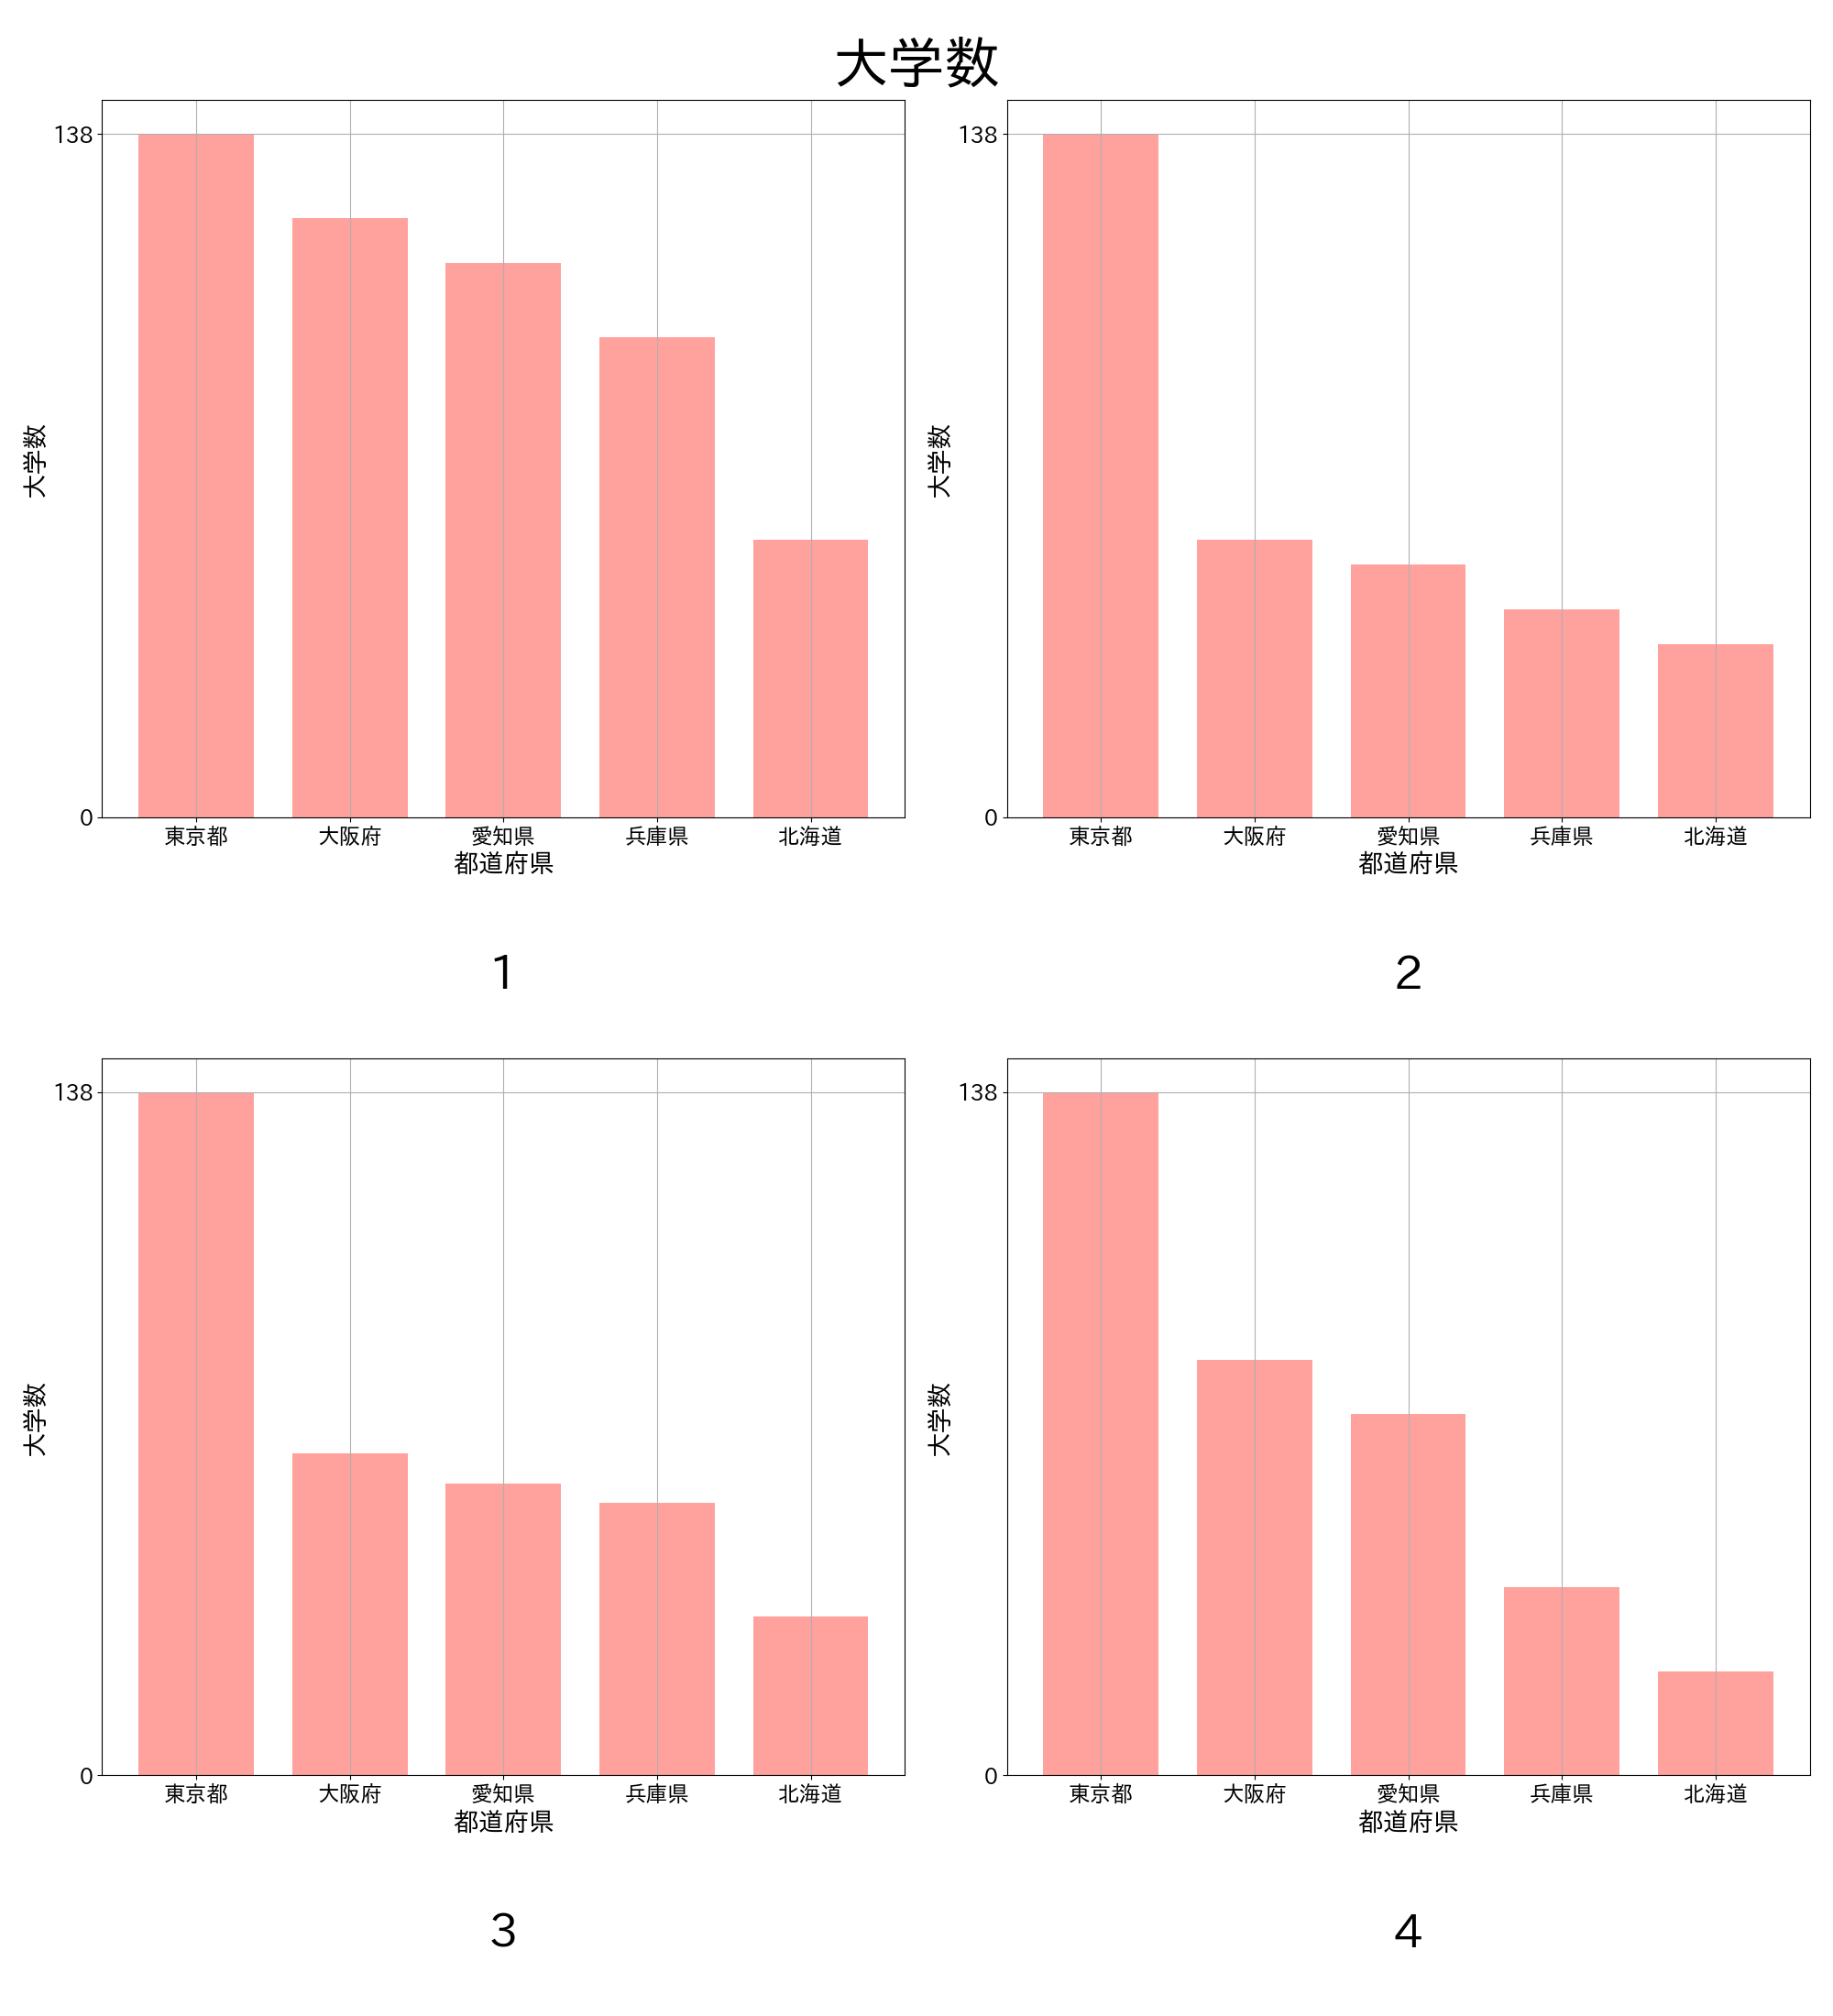 大学数
138
0
大学数
東京都 大阪府 愛知県 兵庫県 北海道
都道府県
1
138
0
大学数
東京都 大阪府 愛知県 兵庫県 北海道
都道府県
2
138
0
大学数
東京都 大阪府 愛知県 兵庫県 北海道
都道府県
3
138
0
大学数
東京都 大阪府 愛知県 兵庫県 北海道
都道府県
4